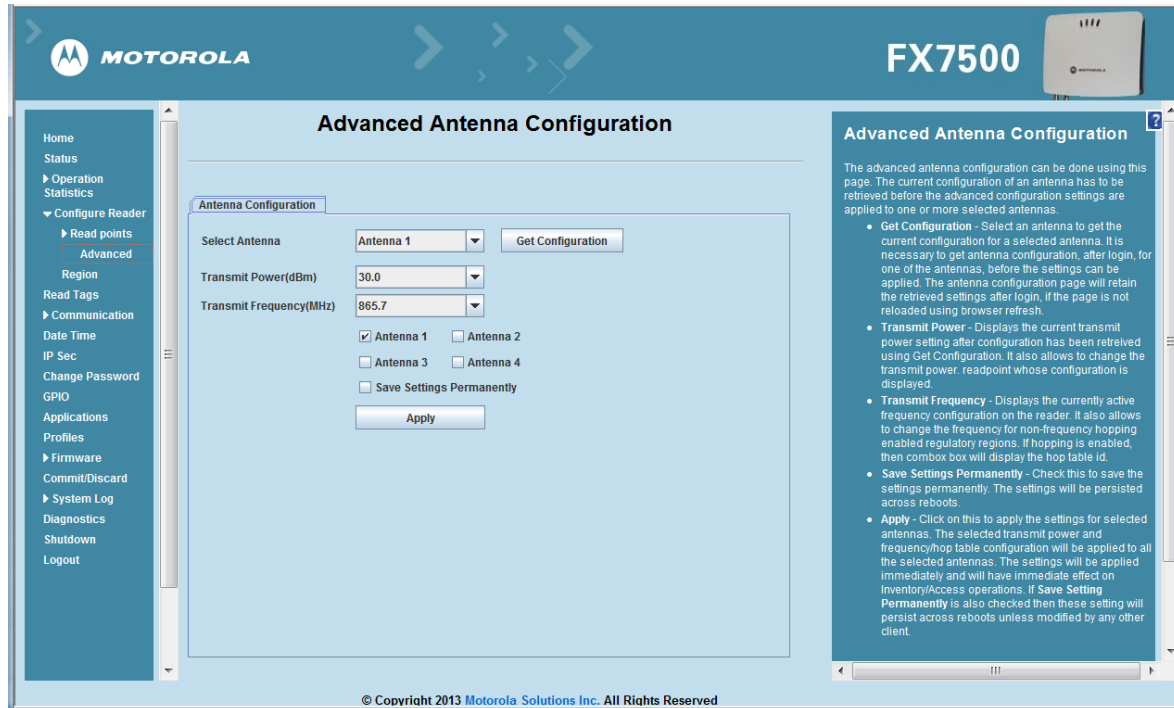 MOTOROLA
FX7500
MOTOROLA
Home
Status
Operation
Statistics
Configure Reader
Read points
Advanced
Region
Read Tags
Communication
Date Time
IP Sec
Change Password
GPIO
Applications
Profiles
Firmware
Commit/Discard
System Log
Diagnostics
Shutdown
Logout
Advanced Antenna Configuration
Antenna Configuration
Select Antenna
Antenna 1
Get Configuration
Transmit Power(dBm)
30.0
Transmit Frequency(MHz)
865.7
Antenna 1
Antenna 2
Antenna 3
Antenna 4
Save Settings Permanently
Apply
?
Advanced Antenna Configuration
The advanced antenna configuration can be done using this
page. The current configuration of an antenna has to be
retrieved before the advanced configuration settings are
applied to one or more selected antennas.
● Get Configuration - Select an antenna to get the
current configuration for a selected antenna. It is
necessary to get antenna configuration, after login, for
one of the antennas, before the settings can be
applied. The antenna configuration page will retain
the retrieved settings after login, if the page is not
reloaded using browser refresh.
● Transmit Power - Displays the current transmit
power setting after configuration has been retreived
using Get Configuration. It also allows to change the
transmit power. readpoint whose configuration is
displayed.
● Transmit Frequency - Displays the currently active
frequency configuration on the reader. It also allows
to change the frequency for non-frequency hopping
enabled regulatory regions. If hopping is enabled,
then combox box will display the hop table id.
● Save Settings Permanently - Check this to save the
settings permanently. The settings will be persisted
across reboots.
● Apply - Click on this to apply the settings for selected
antennas. The selected transmit power and
frequency/hop table configuration will be applied to all
the selected antennas. The settings will be applied
immediately and will have immediate effect on
Inventory/Access operations. If Save Setting
Permanently is also checked then these setting will
persist across reboots unless modified by any other
client.
© Copyright 2013 Motorola Solutions Inc. All Rights Reserved